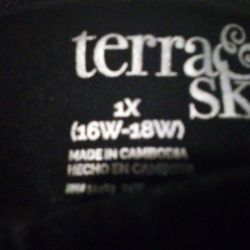 terra&
sk
1X
(16W-18W)
MADE IN CAMBODIA
HECHO EN CAMBOYA